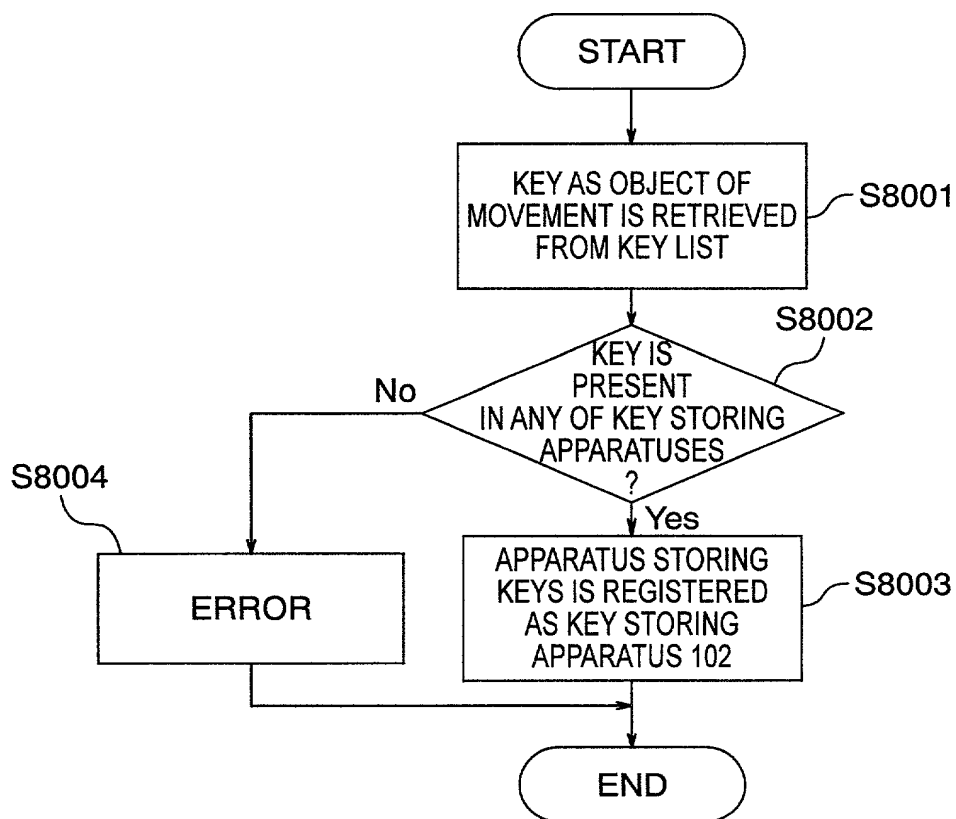 START
KEY AS OBJECT OF
MOVEMENT IS RETRIEVED
FROM KEY LIST
S8001
S8002
KEY IS
PRESENT
IN ANY OF KEY STORING
APPARATUSES
?
No
Yes
S8004
ERROR
APPARATUS STORING
KEYS IS REGISTERED
AS KEY STORING
APPARATUS 102
S8003
END